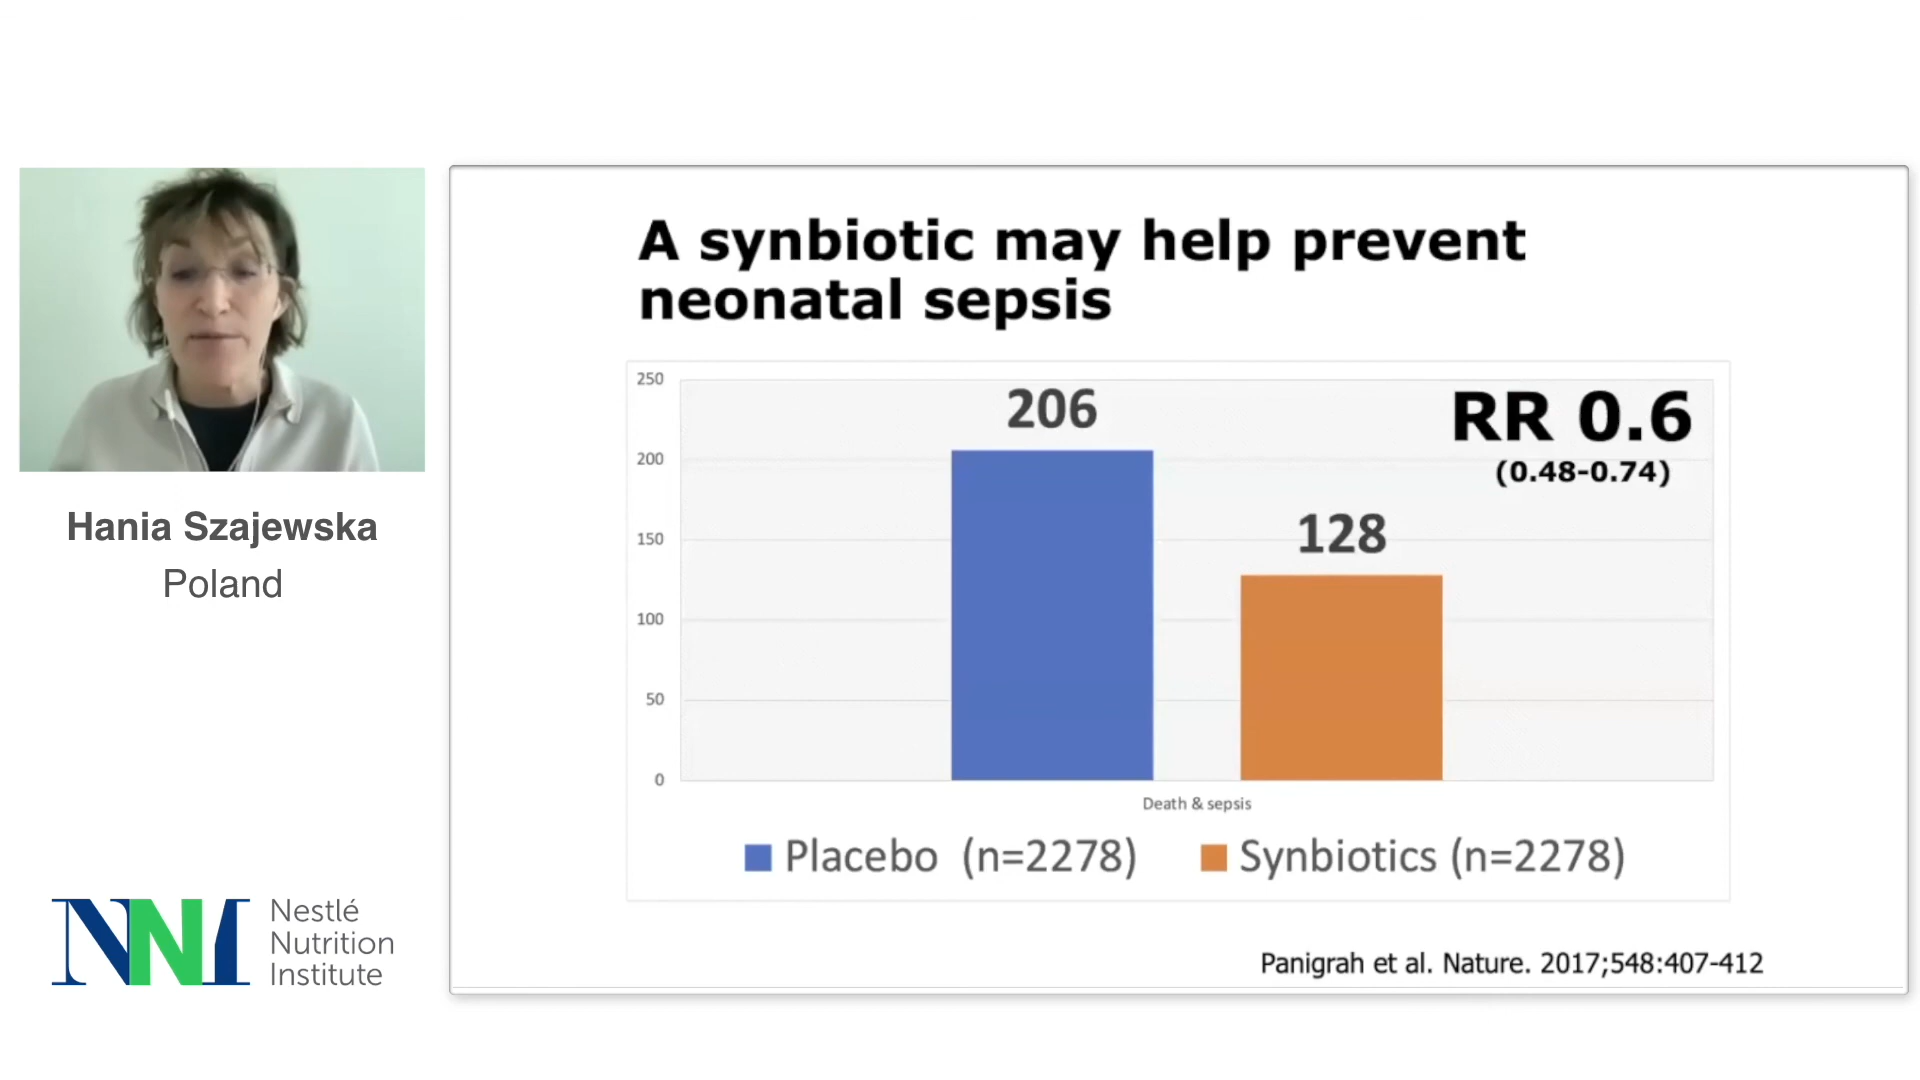 A synbiotic may help prevent
neonatal sepsis
250
200
150
100
50
0
206
128
RR 0.6
(0.48-0.74)
Death & sepsis
Placebo (n=2278)
Synbiotics (n=2278)
Panigrah et al. Nature. 2017;548:407-412
Hania Szajewska
Poland
NNI
Nestlé
Nutrition
Institute